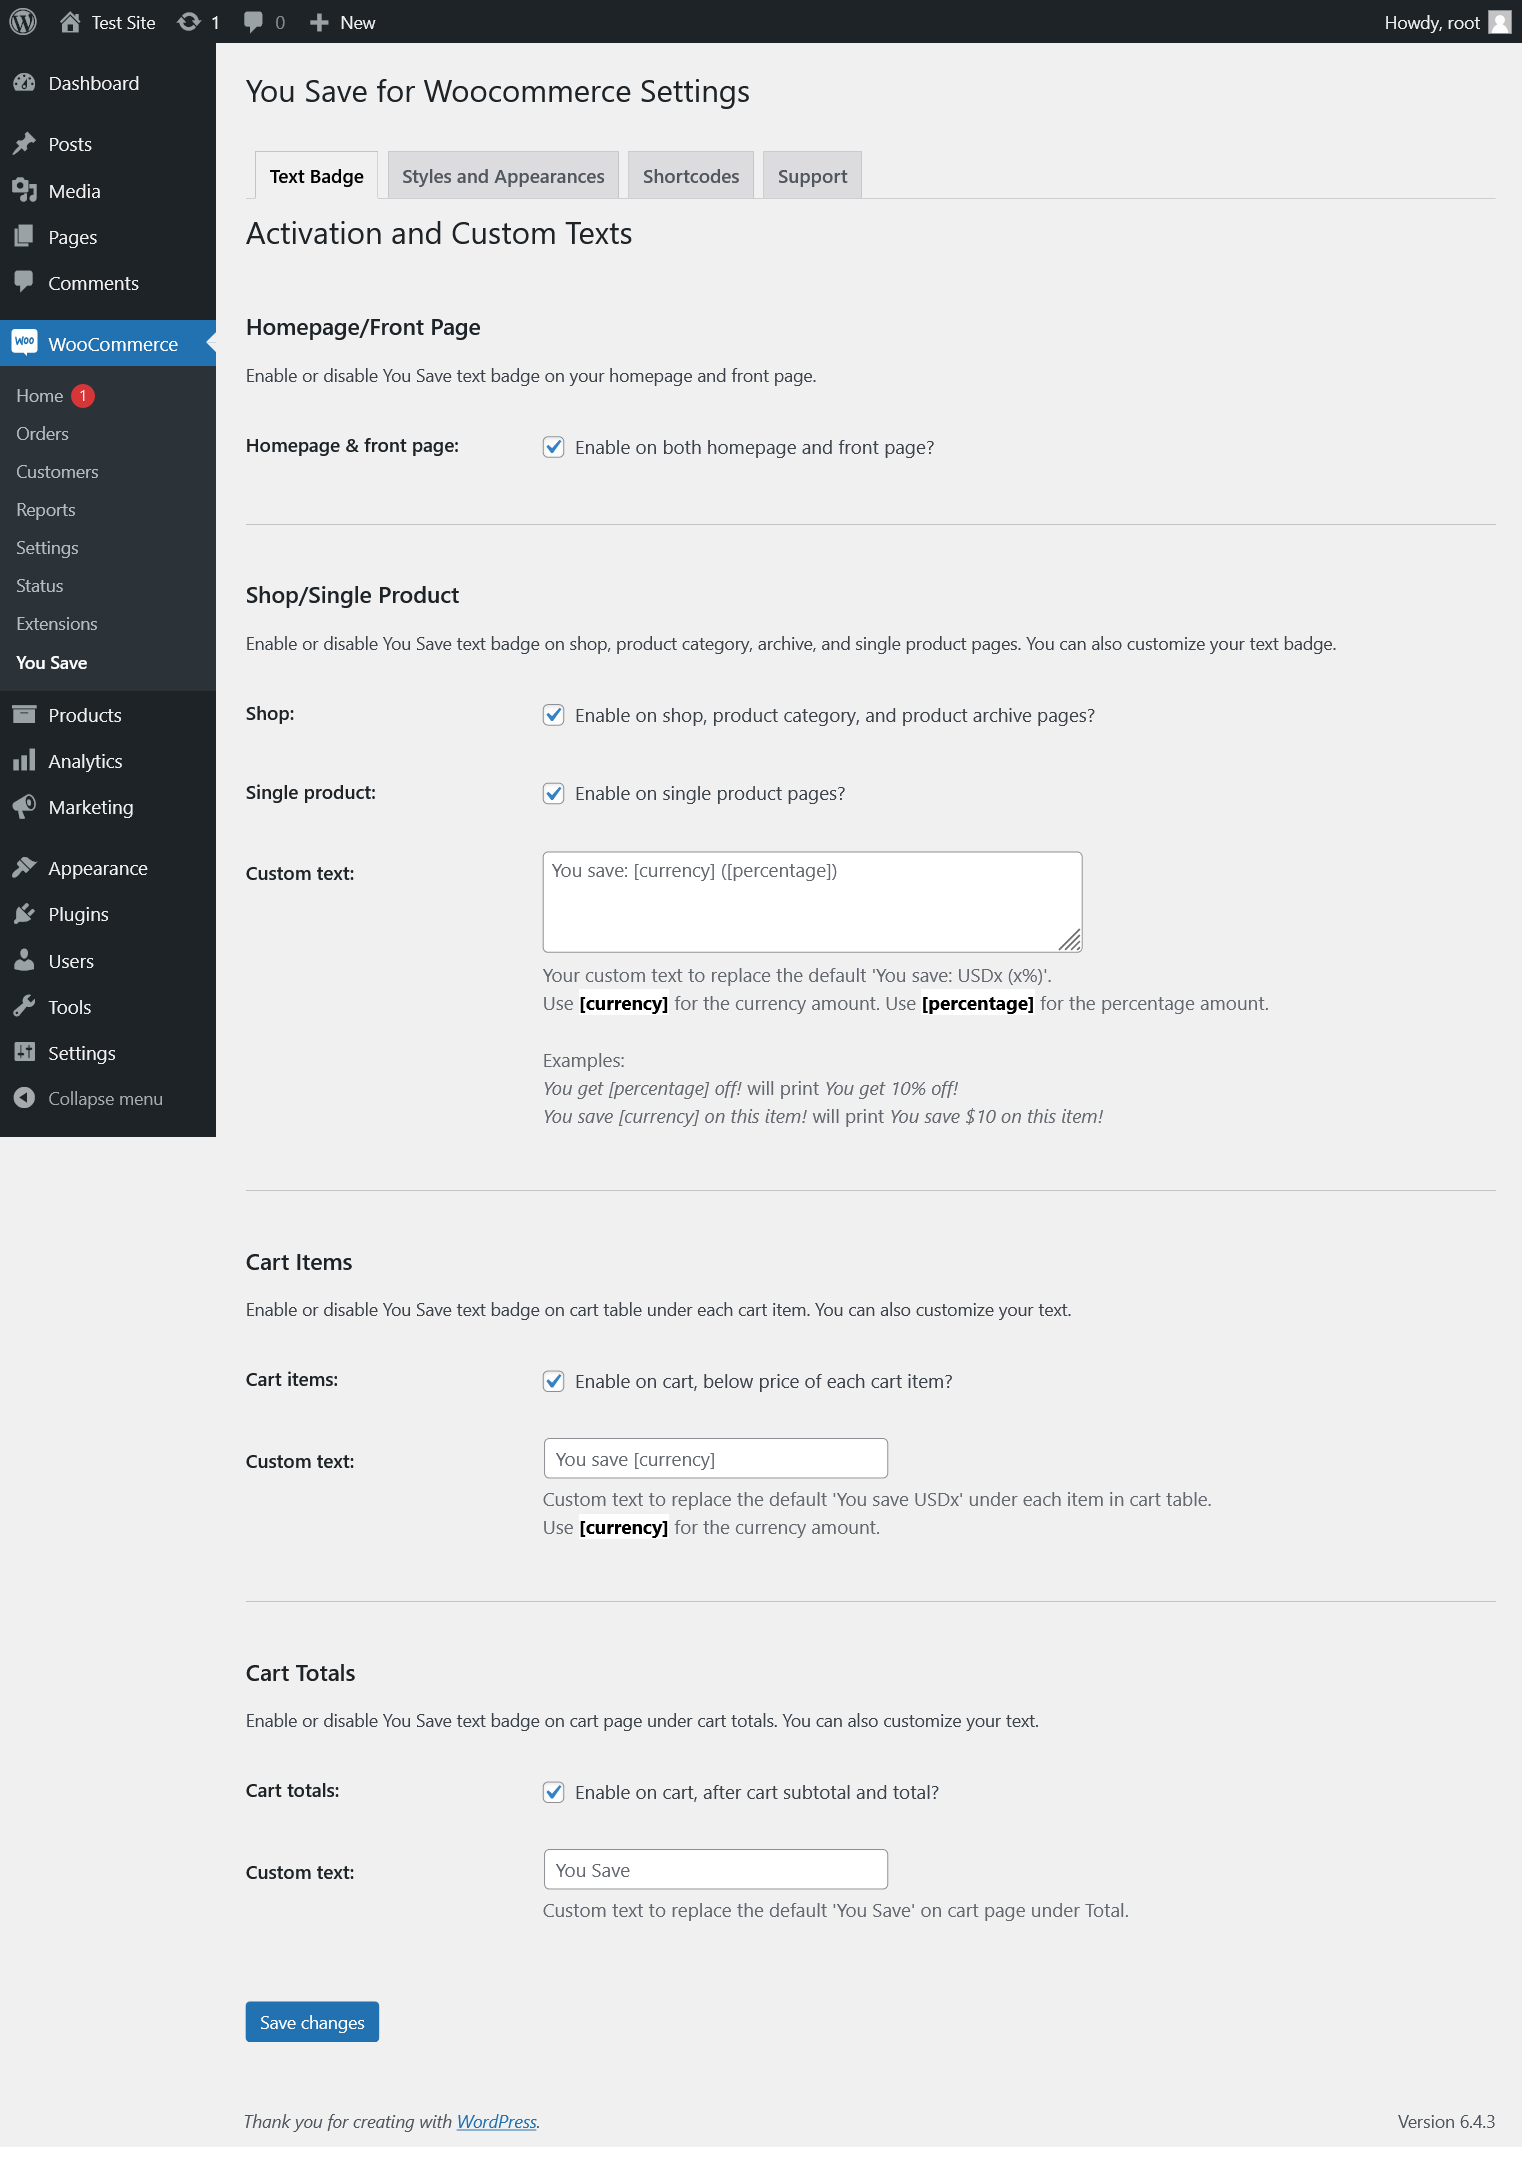 Test Site 1 0 New Howdy, root
Dashboard
Posts
Media
Pages
Comments
WooCommerce
Home 1
Orders
Customers
Reports
Settings
Status
Extensions
You Save
Products
Analytics
Marketing
Appearance
Plugins
Users
Tools
Settings
Collapse menu
You Save for Woocommerce Settings
Text Badge Styles and Appearances Shortcodes Support
Activation and Custom Texts
Homepage/Front Page
Enable or disable You Save text badge on your homepage and front page.
Homepage & front page: Enable on both homepage and front page?
Shop/Single Product
Enable or disable You Save text badge on shop, product category, archive, and single product pages. You can also customize your text badge.
Shop: Enable on shop, product category, and product archive pages?
Single product: Enable on single product pages?
Custom text: You save: [currency] ([percentage])
Your custom text to replace the default 'You save: USDx (x%)'.
Use [currency] for the currency amount. Use [percentage] for the percentage amount.
Examples:
You get [percentage] off! will print You get 10% off!
You save [currency] on this item! will print You save $10 on this item!
Cart Items
Enable or disable You Save text badge on cart table under each cart item. You can also customize your text.
Cart items: Enable on cart, below price of each cart item?
Custom text: You save [currency]
Custom text to replace the default 'You save USDx' under each item in cart table.
Use [currency] for the currency amount.
Cart Totals
Enable or disable You Save text badge on cart page under cart totals. You can also customize your text.
Cart totals: Enable on cart, after cart subtotal and total?
Custom text: You Save
Custom text to replace the default 'You Save' on cart page under Total.
Save changes
Thank you for creating with WordPress. Version 6.4.3